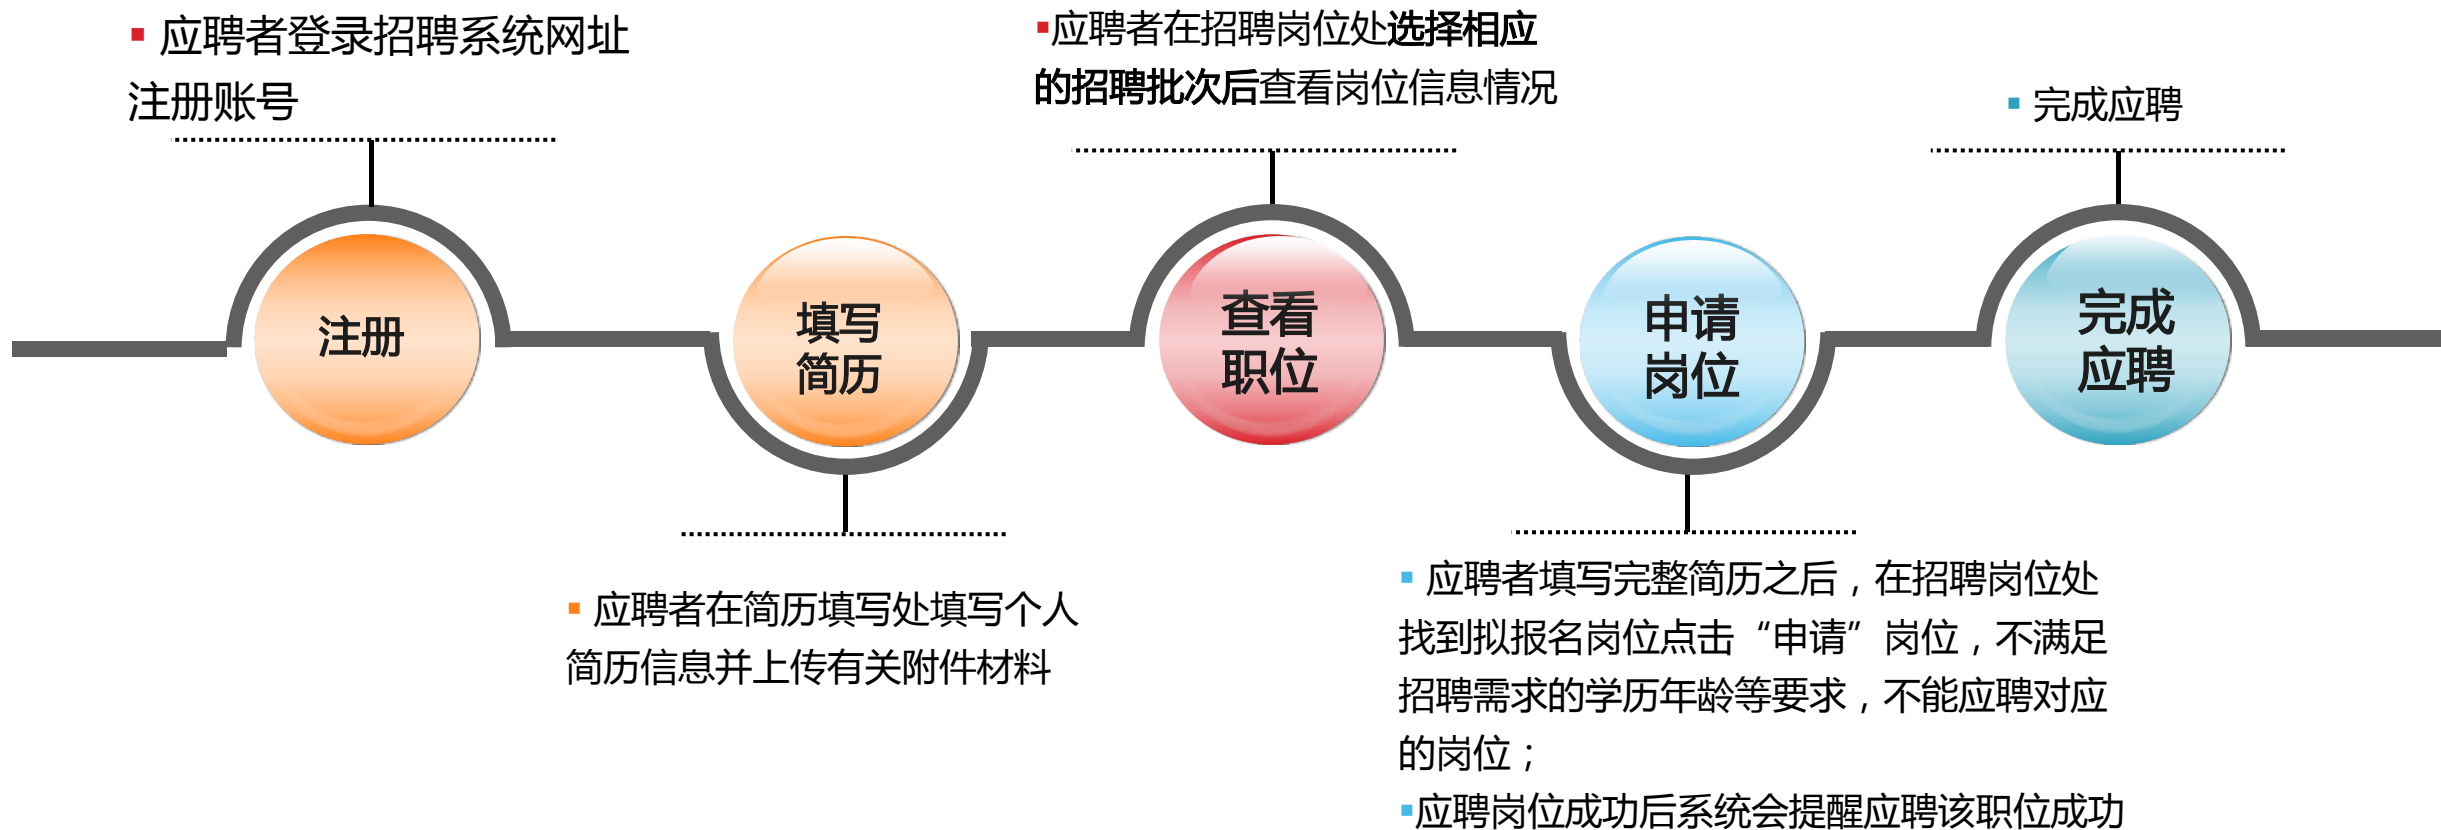 ▪ 应聘者登录招聘系统网址
注册账号
注册
填写
简历
▪ 应聘者在简历填写处填写个人
简历信息并上传有关附件材料
▪应聘者在招聘岗位处选择相应
的招聘批次后查看岗位信息情况
查看
职位
申请
岗位
▪ 应聘者填写完整简历之后，在招聘岗位处
找到拟报名岗位点击“申请”岗位，不满足
招聘需求的学历年龄等要求，不能应聘对应
的岗位；
▪应聘岗位成功后系统会提醒应聘该职位成功
▪ 完成应聘
完成
应聘